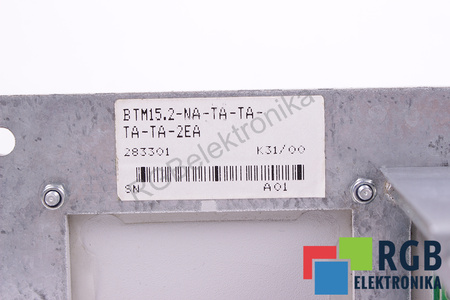 BTM15.2-NA-TA-TA-
TA-TA-2EA
283301 K31/00
SN A01
RGBelektronika
RGB
ELEKTRONIKA